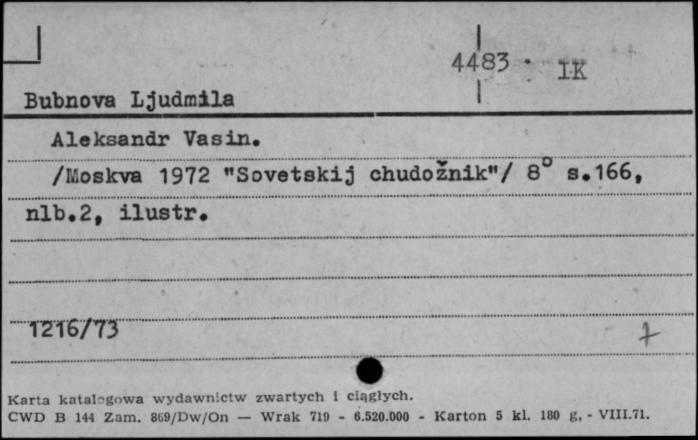 4483 · IK
Bubnova Ljudmila
Aleksandr Vasin.
/Moskva 1972 "Sovetskij chudožnik"/ 8° s.166,
nlb.2, ilustr.
1216/73
Karta katalogowa wydawnictw zwartych i ciągłych.
CWD B 144 Zam. 869/Dw/On — Wrak 719 - 6.520.000 - Karton 5 kl. 180 g, - VIII.71.